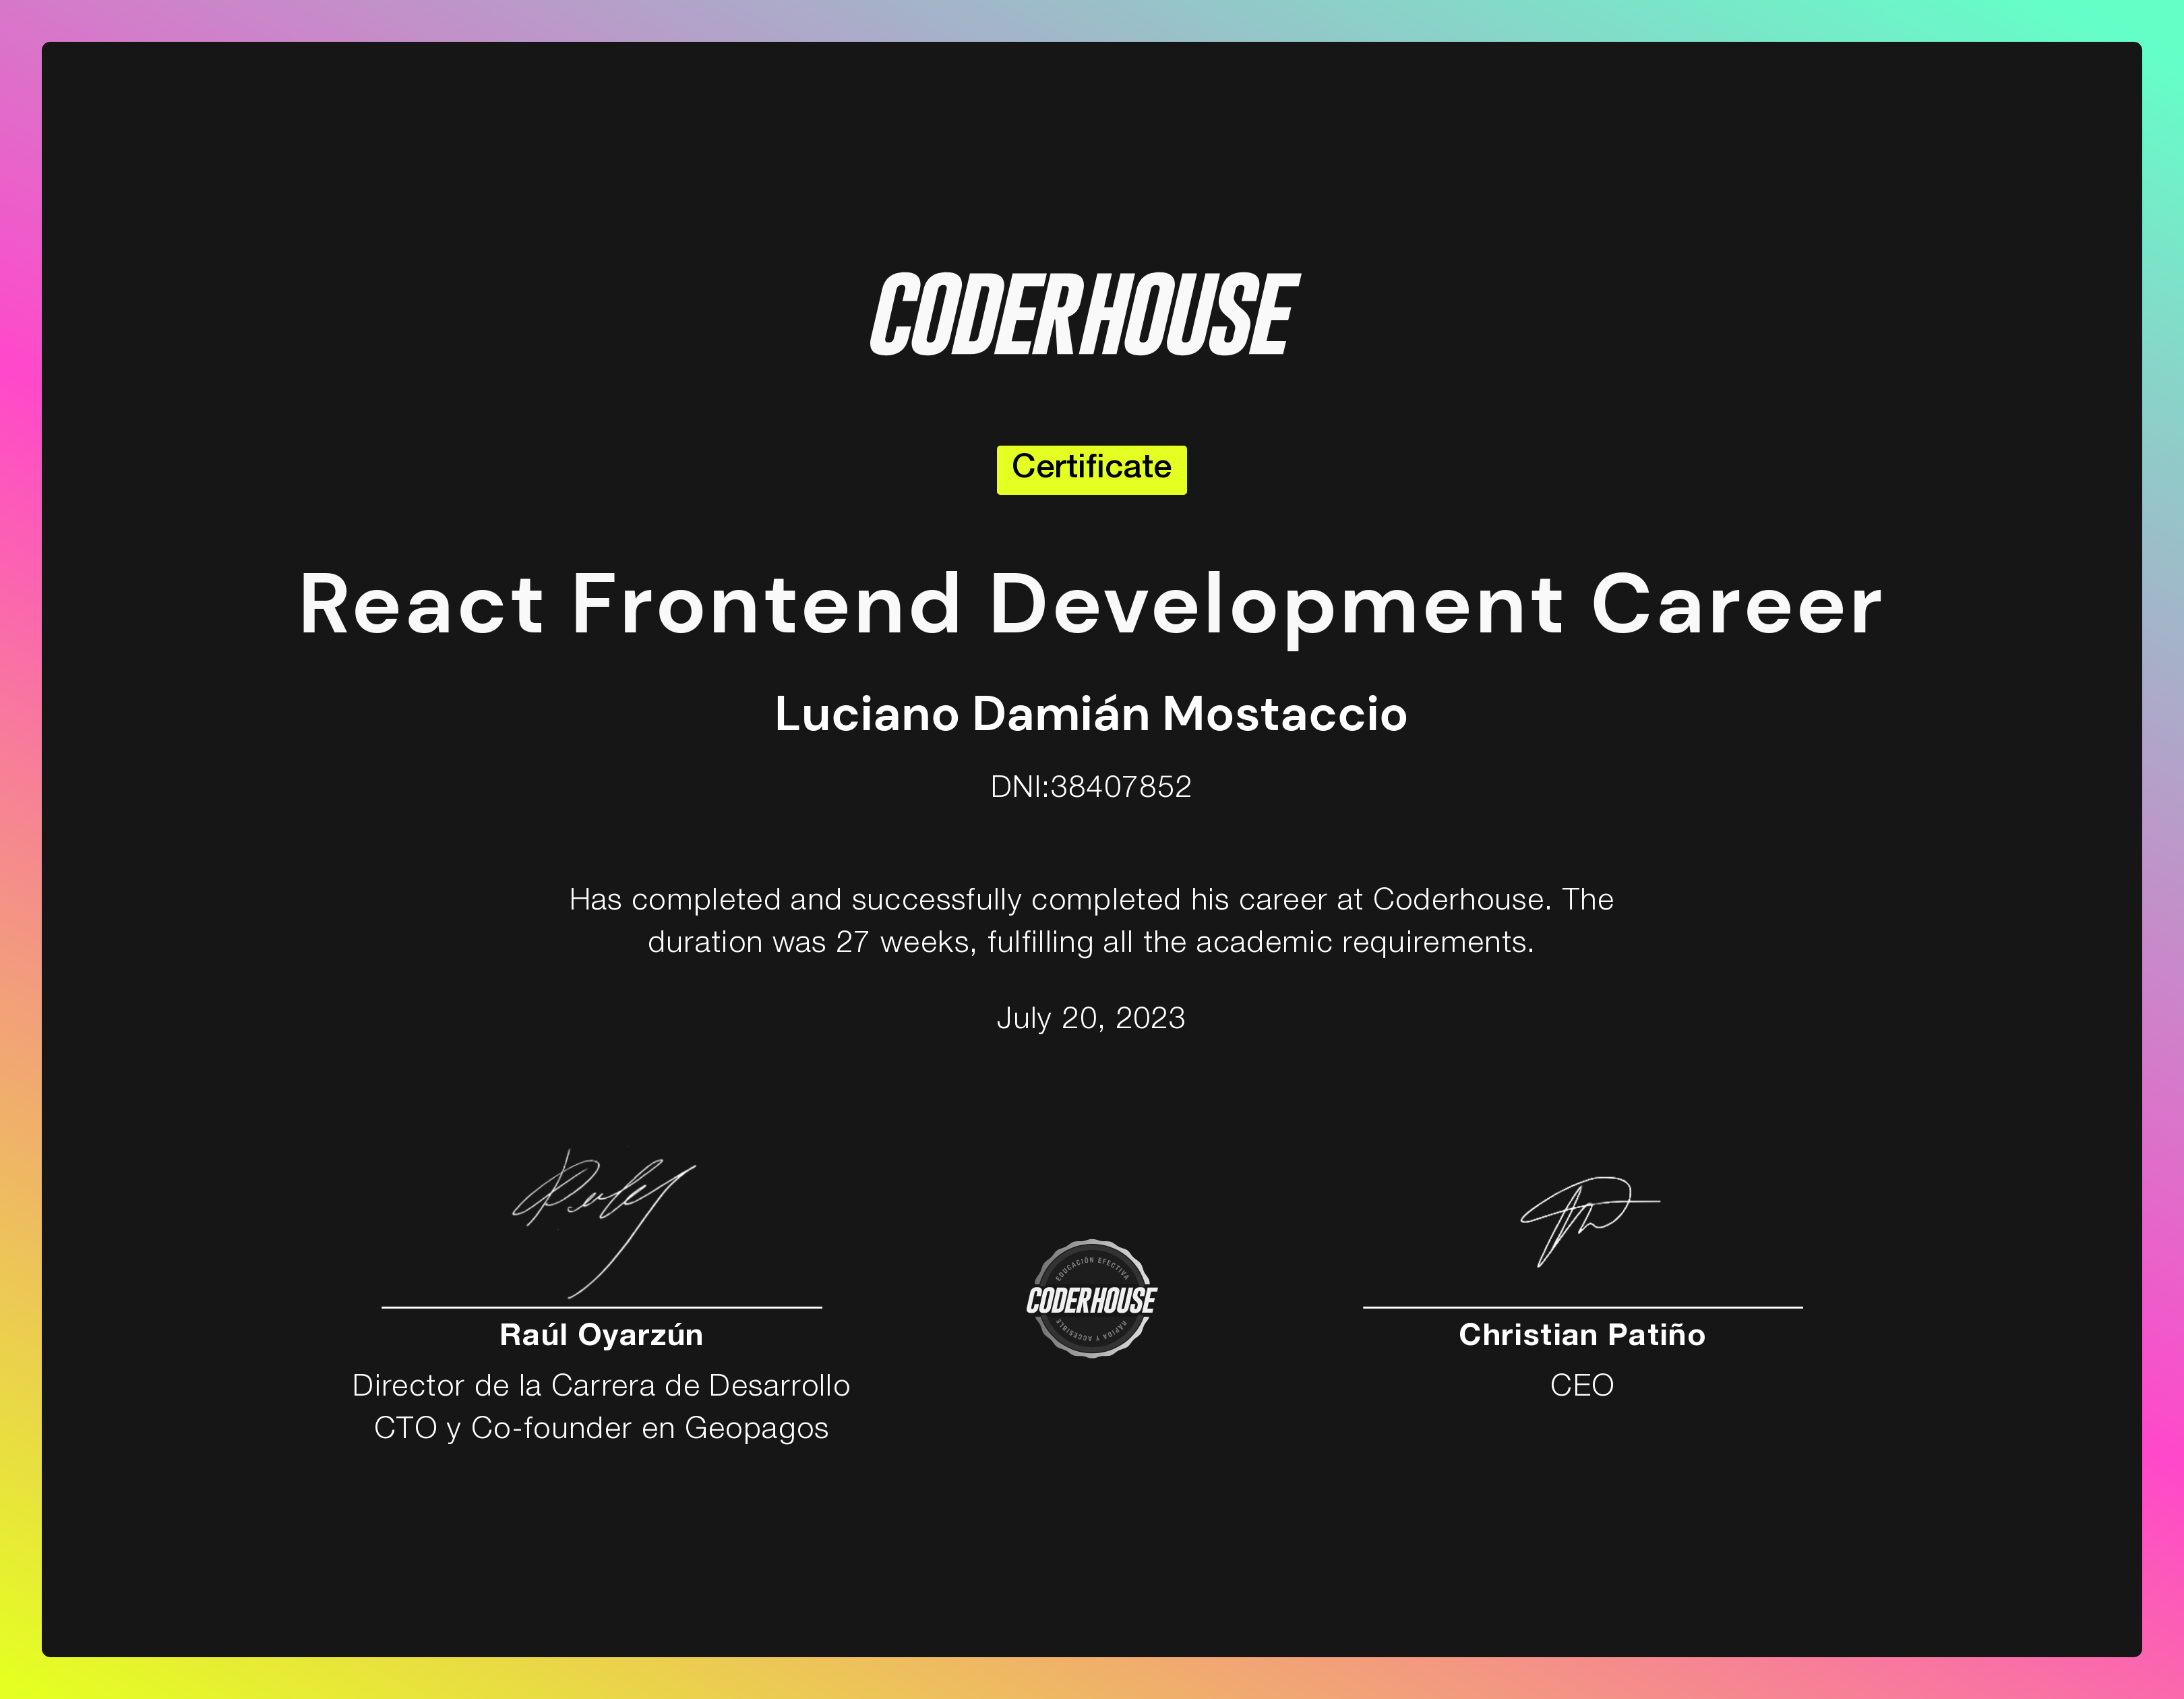 CODERHOUSE
Certificate
React Frontend Development Career
Luciano Damián Mostaccio
DNI:38407852
Has completed and successfully completed his career at Coderhouse. The
duration was 27 weeks, fulfilling all the academic requirements.
July 20, 2023
Raúl Oyarzún
Director de la Carrera de Desarrollo
CTO y Co-founder en Geopagos
EDUCACIÓN EFECTIVA
CODERHOUSE
RÁPIDA Y ACCESIBLE
Christian Patiño
CEO